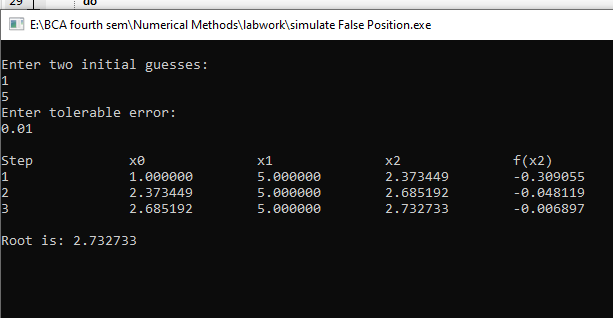 29 do
E:\BCA fourth sem\Numerical Methods\labwork\simulate False Position.exe
Enter two initial guesses:
1
5
Enter tolerable error:
0.01
Step x0 x1 x2 f(x2)
1 1.000000 5.000000 2.373449 -0.309055
2 2.373449 5.000000 2.685192 -0.048119
3 2.685192 5.000000 2.732733 -0.006897
Root is: 2.732733